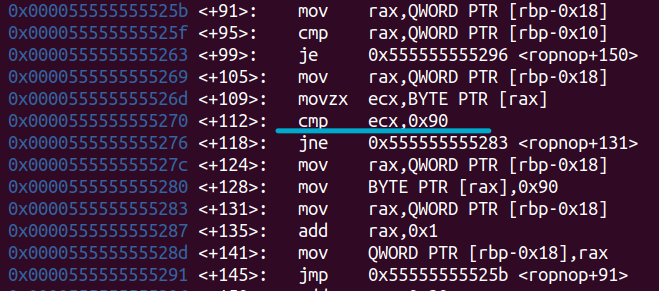 0x000055555555525b <+91>: mov rax,QWORD PTR [rbp-0x18]
0x000055555555525f <+95>: cmp rax,QWORD PTR [rbp-0x10]
0x0000555555555263 <+99>: je 0x555555555296 <ropnop+150>
0x0000555555555269 <+105>: mov rax,QWORD PTR [rbp-0x18]
0x000055555555526d <+109>: movzx ecx,BYTE PTR [rax]
0x0000555555555270 <+112>: cmp ecx,0x90
0x0000555555555276 <+118>: jne 0x555555555283 <ropnop+131>
0x000055555555527c <+124>: mov rax,QWORD PTR [rbp-0x18]
0x0000555555555280 <+128>: mov BYTE PTR [rax],0x90
0x0000555555555283 <+131>: mov rax,QWORD PTR [rbp-0x18]
0x0000555555555287 <+135>: add rax,0x1
0x000055555555528d <+141>: mov QWORD PTR [rbp-0x18],rax
0x0000555555555291 <+145>: jmp 0x55555555525b <ropnop+91>